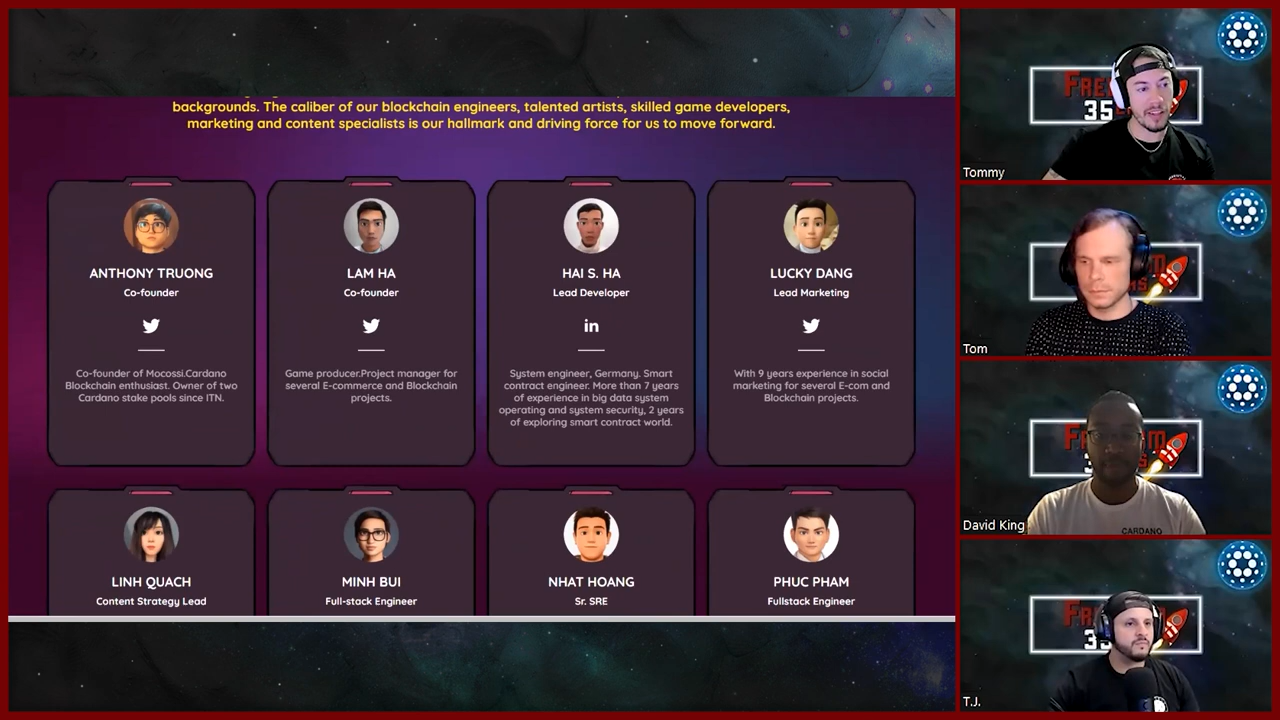 backgrounds. The caliber of our blockchain engineers, talented artists, skilled game developers,
marketing and content specialists is our hallmark and driving force for us to move forward.
ANTHONY TRUONG
Co-founder
Co-founder of Mocossi.Cardano
Blockchain enthusiast. Owner of two
Cardano stake pools since ITN.
LAM HA
Co-founder
Game producer.Project manager for
several E-commerce and Blockchain
projects.
HAI S. HA
Lead Developer
in
System engineer, Germany. Smart
contract engineer. More than 7 years
of experience in big data system
operating and system security, 2 years
of exploring smart contract world.
LUCKY DANG
Lead Marketing
With 9 years experience in social
marketing for several E-com and
Blockchain projects.
LINH QUACH
Content Strategy Lead
MINH BUI
Full-stack Engineer
NHAT HOANG
Sr. SRE
PHUC PHAM
Fullstack Engineer
35
Tommy
Tom
David King
CARDANO
T.J.